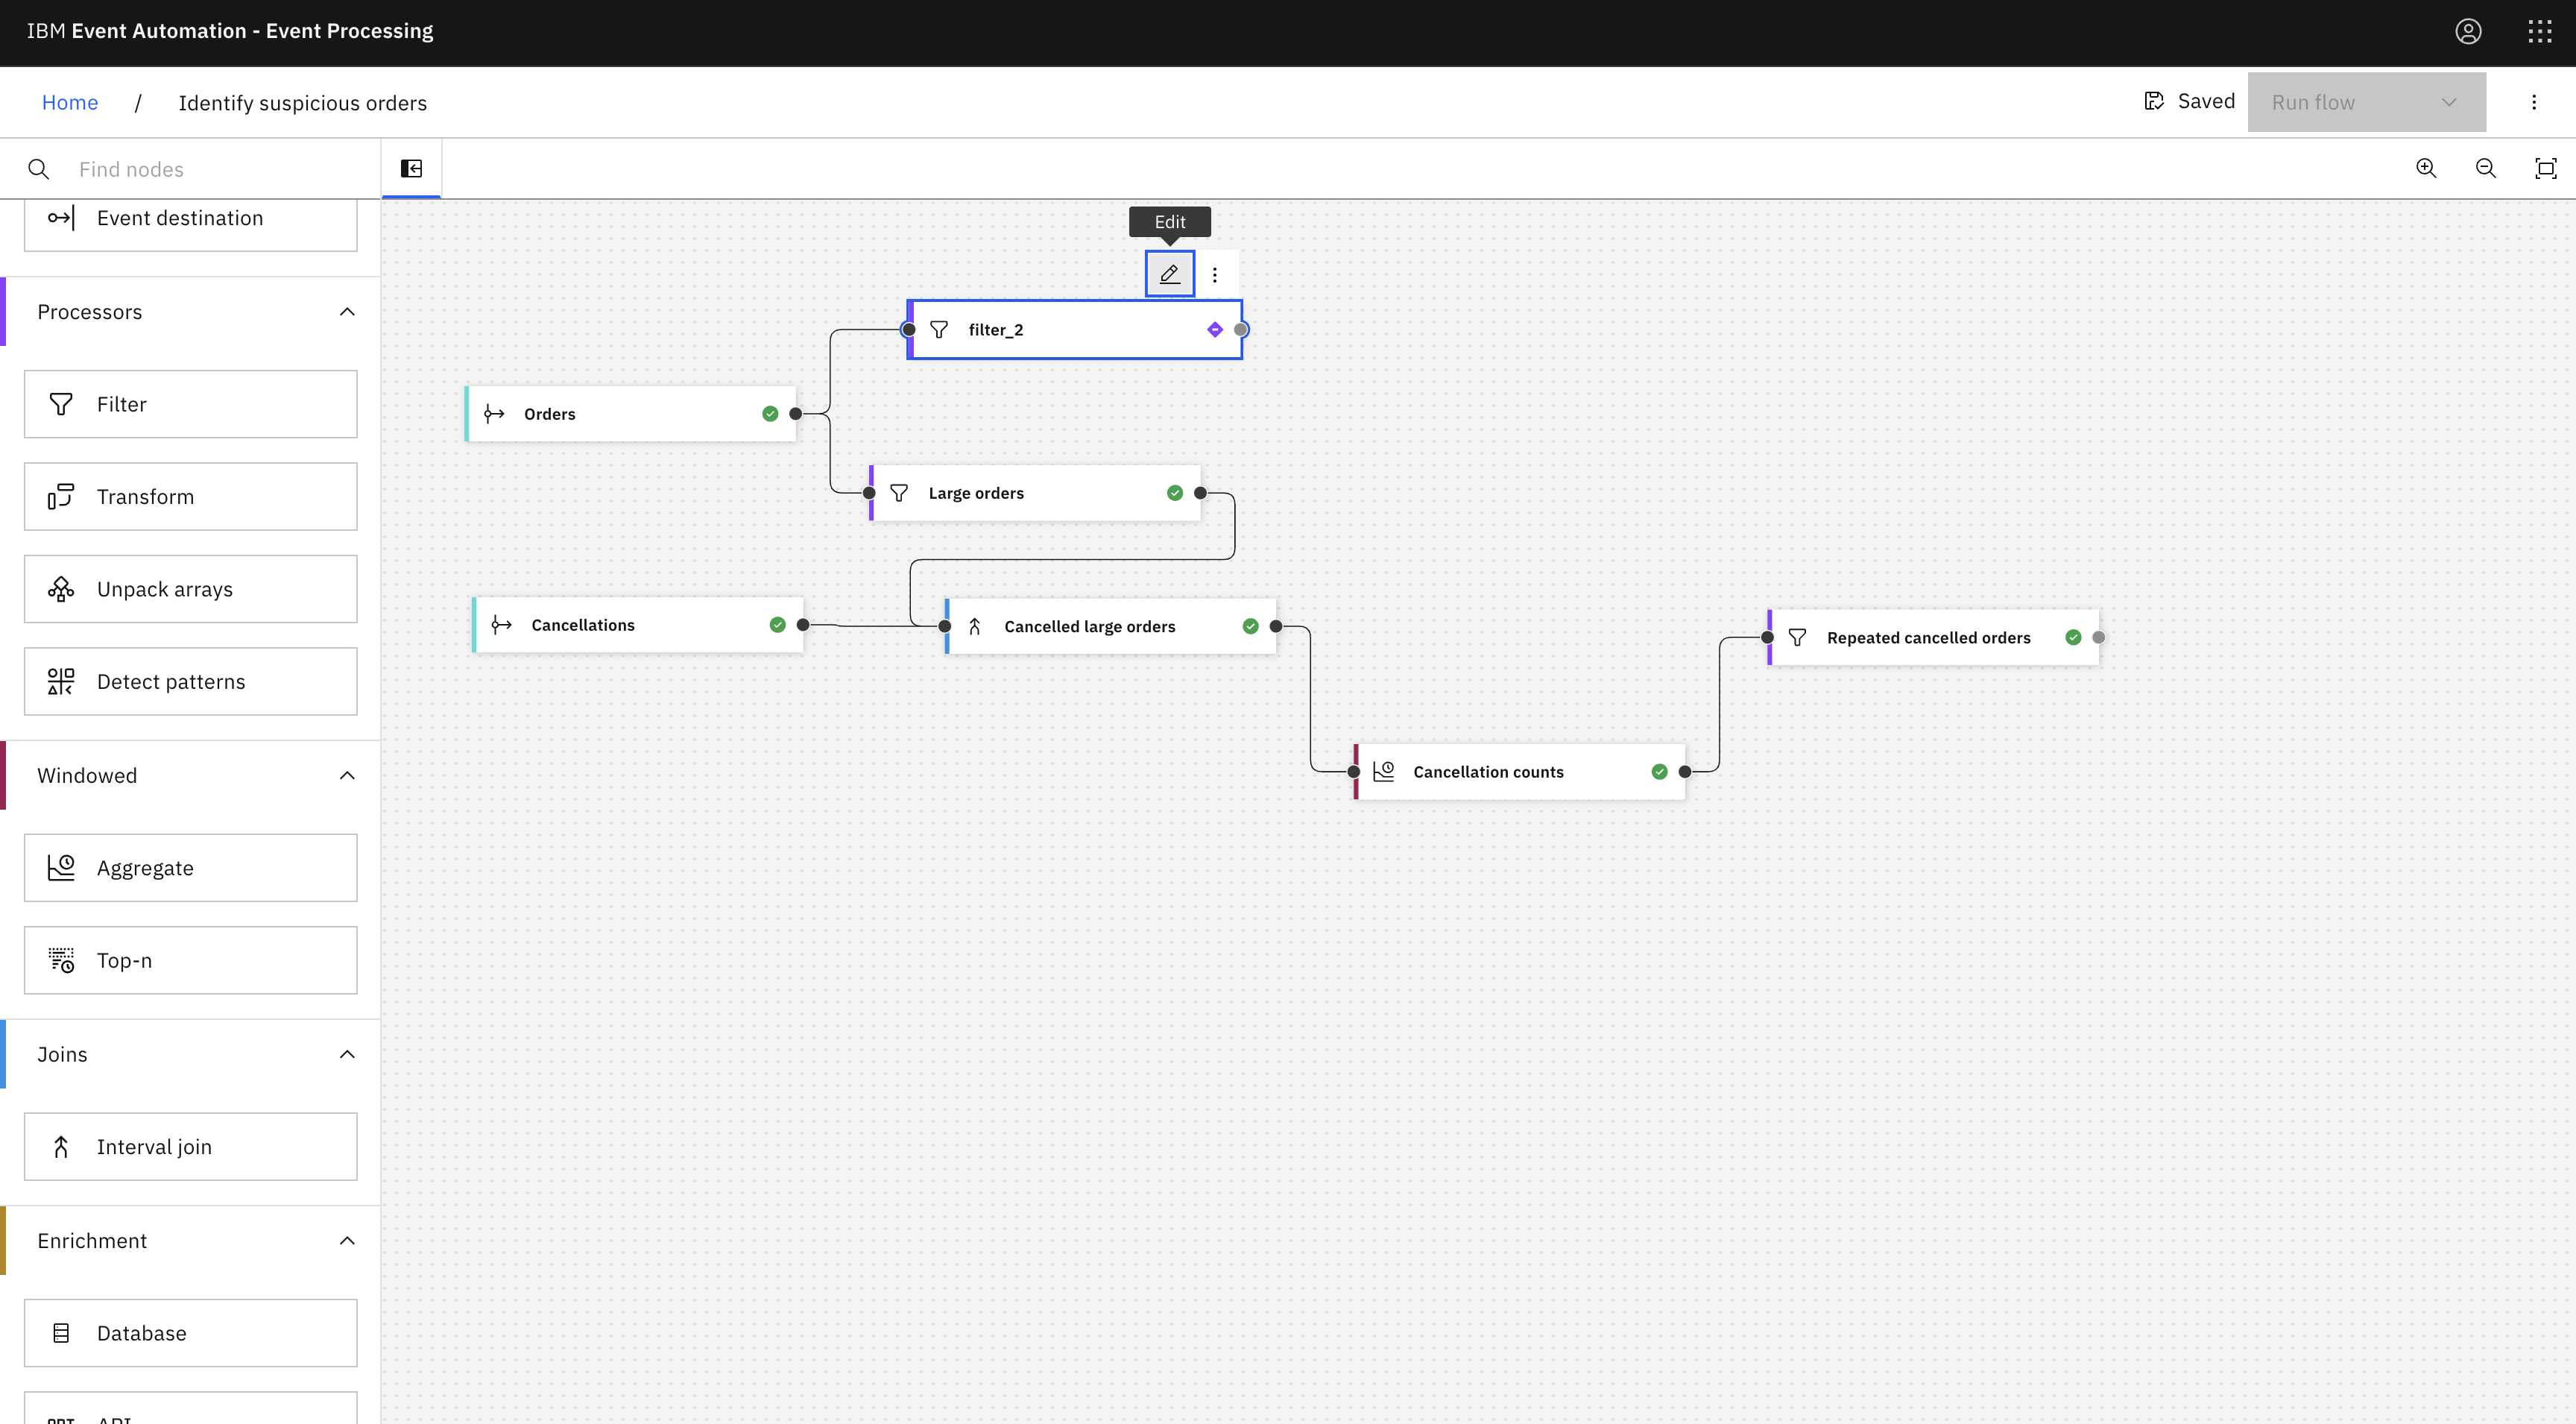 IBM Event Automation - Event Processing
Home / Identify suspicious orders
Saved
Run flow
Find nodes
Event destination
Processors
Filter
Transform
Unpack arrays
Detect patterns
Windowed
Aggregate
Top-n
Joins
Interval join
Enrichment
Database
API
Edit
filter_2
Orders
Large orders
Cancellations
Cancelled large orders
Repeated cancelled orders
Cancellation counts